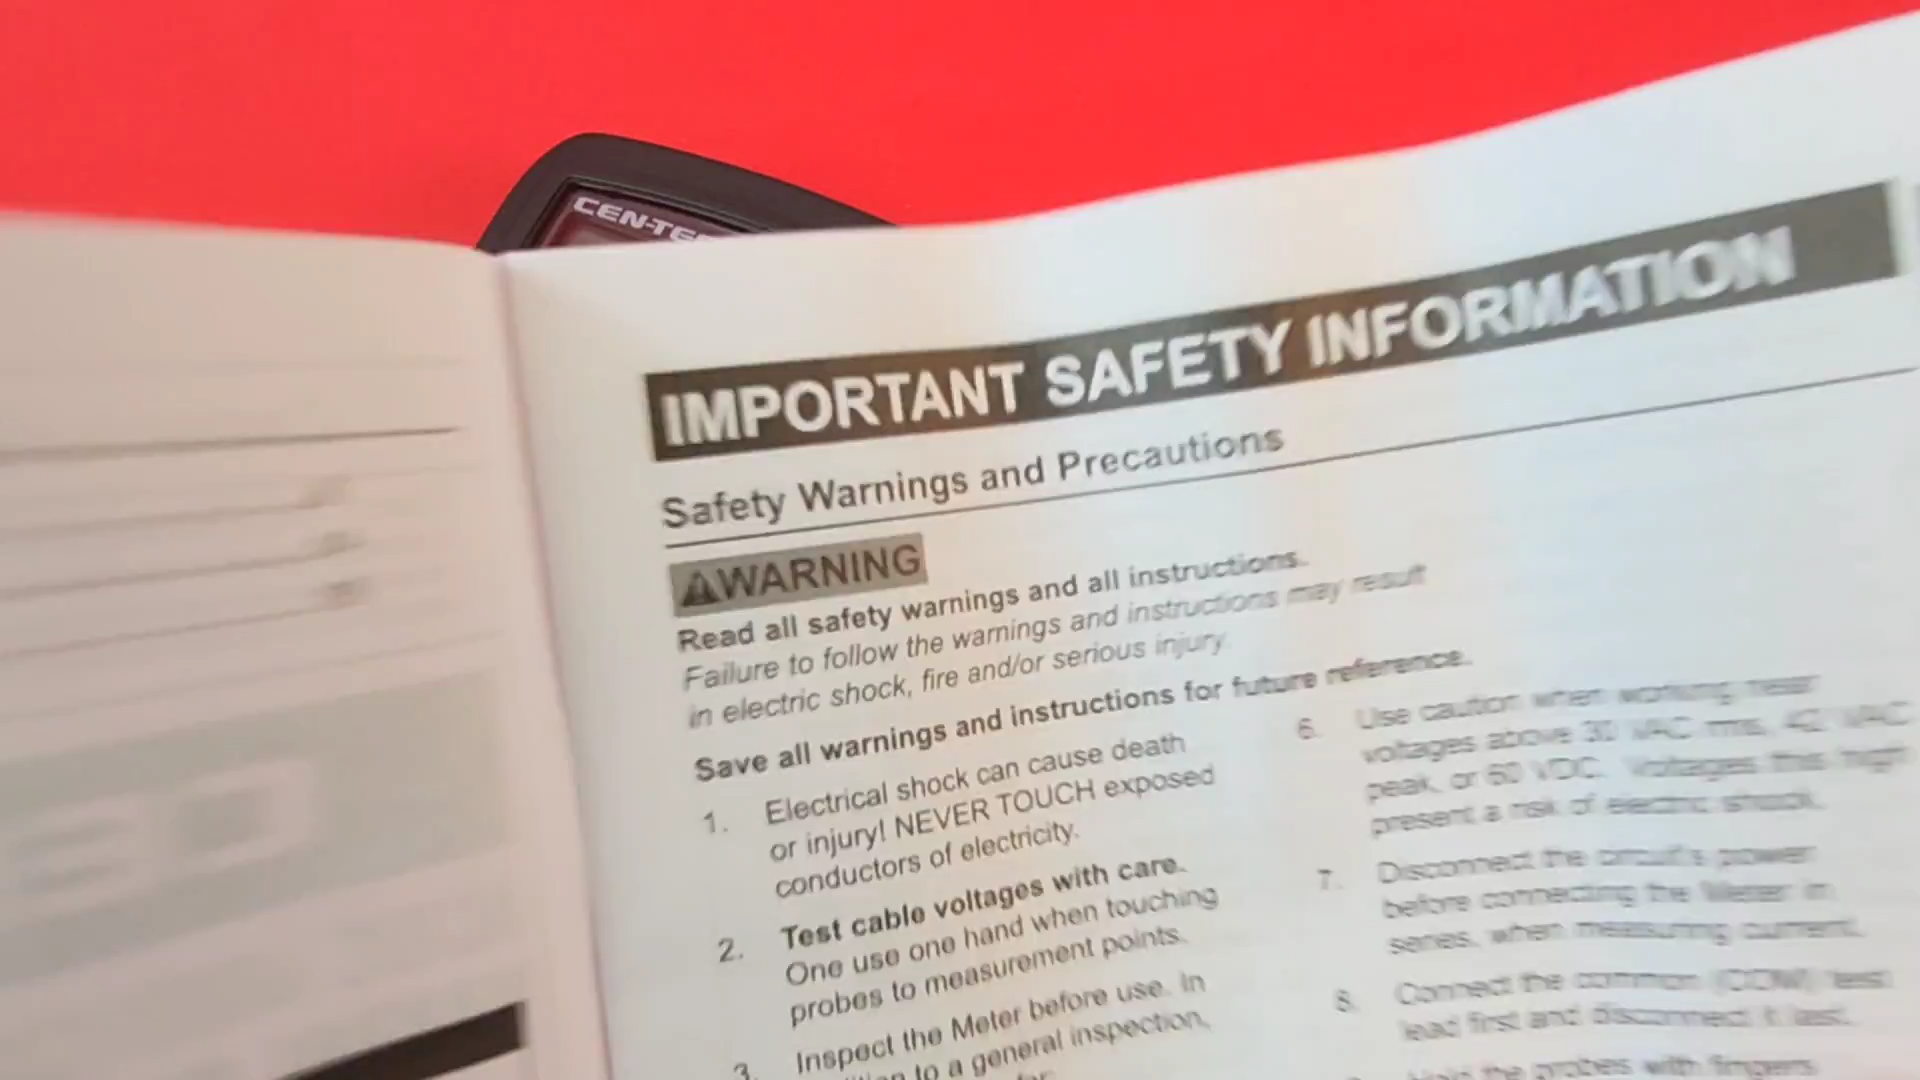 CEN-TE
IMPORTANT SAFETY INFORMATION
Safety Warnings and Precautions
⚠WARNING
Read all safety warnings and all instructions.
Failure to follow the warnings and instructions may result
in electric shock, fire and/or serious injury.
Save all warnings and instructions for future reference.
1. Electrical shock can cause death
or injury! NEVER TOUCH exposed
conductors of electricity.
2. Test cable voltages with care.
One use one hand when touching
probes to measurement points.
3. Inspect the Meter before use. In
to a general inspection,
6. Use caution when working near
voltages above 30 VAC rms, 42 VAC
peak, or 60 VDC. Voltages this high
present a risk of electric shock.
7. Disconnect the circuit's power
before connecting the Meter in
series, when measuring current.
8. Connect the common (COM) test
lead first and disconnect it last.
probes with fingers